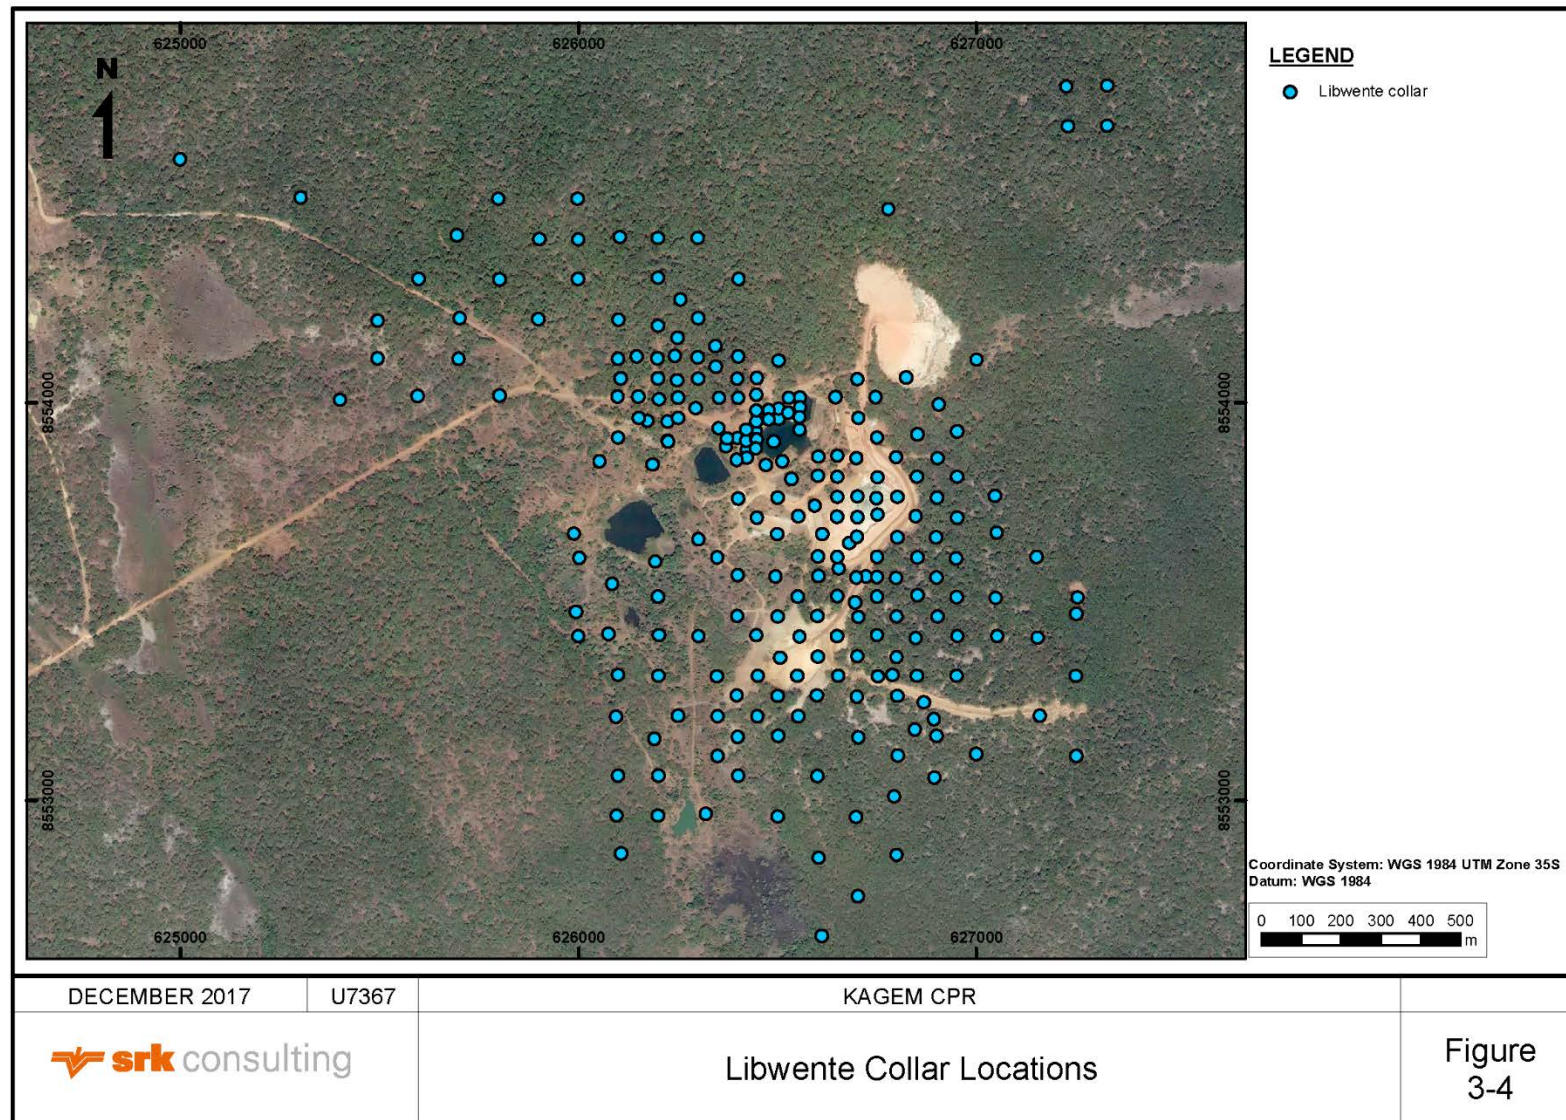 625000
626000
627000
N
LEGEND
Libwente collar
8554000
8554000
8553000
8553000
Coordinate System: WGS 1984 UTM Zone 35S
Datum: WGS 1984
0 100 200 300 400 500
m
625000
626000
627000
DECEMBER 2017
U7367
KAGEM CPR
srk consulting
Libwente Collar Locations
Figure
3-4